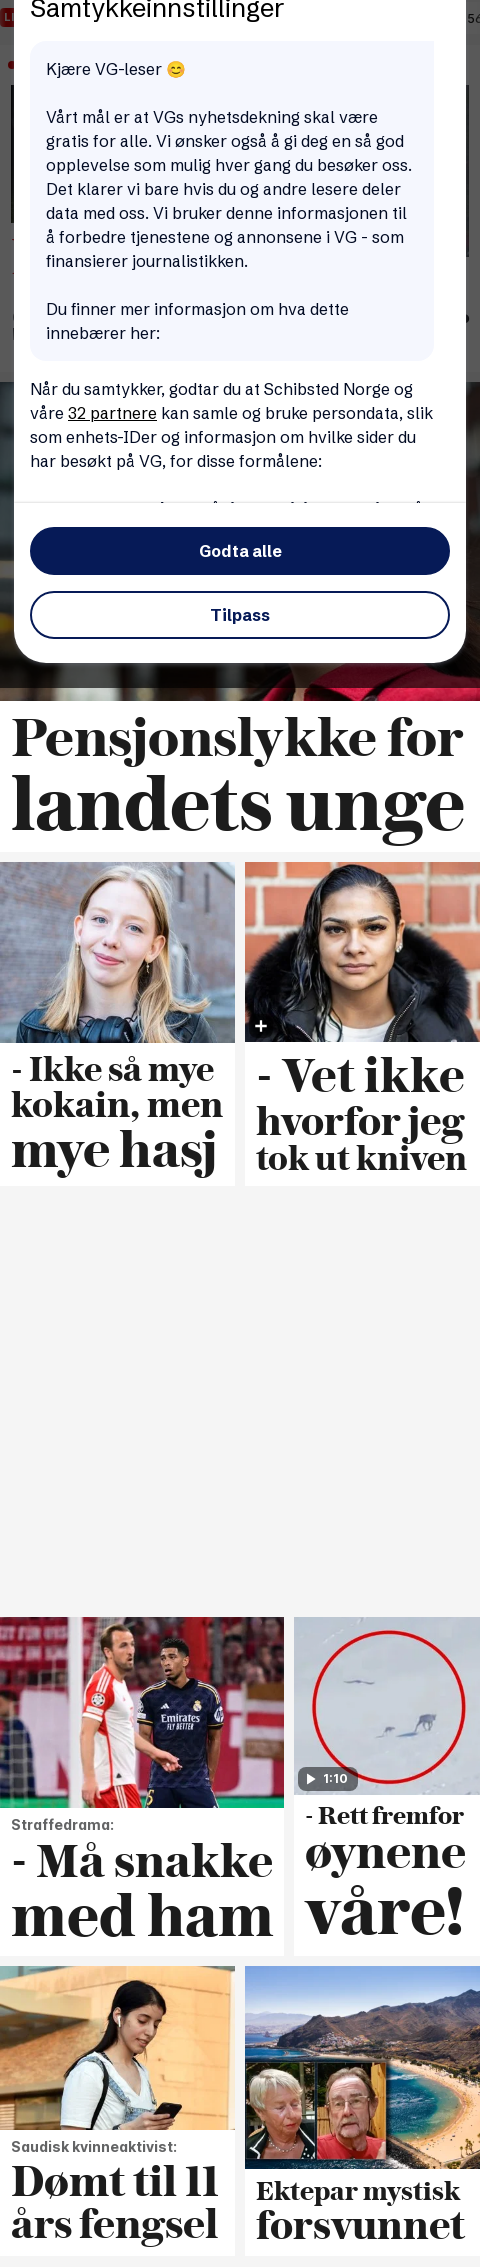 Samtykkeinnstillinger
Kjære VG-leser 😊
Vårt mål er at VGs nyhetsdekning skal være
gratis for alle. Vi ønsker også å gi deg en så god
opplevelse som mulig hver gang du besøker oss.
Det klarer vi bare hvis du og andre lesere deler
data med oss. Vi bruker denne informasjonen til
å forbedre tjenestene og annonsene i VG - som
finansierer journalistikken.
Du finner mer informasjon om hva dette
innebærer her:
Når du samtykker, godtar du at Schibsted Norge og
våre 32 partnere kan samle og bruke persondata, slik
som enhets-IDer og informasjon om hvilke sider du
har besøkt på VG, for disse formålene:
Godta alle
Tilpass
Pensjonslykke for
landets unge
- Ikke så mye
kokain, men
mye hasj
- Vet ikke
hvorfor jeg
tok ut kniven
Emirates
FLY BETTER
Straffedrama:
- Må snakke
med ham
1:10
- Rett fremfor
øynene
våre!
Saudisk kvinneaktivist:
Dømt til 11
års fengsel
Ektepar mystisk
forsvunnet